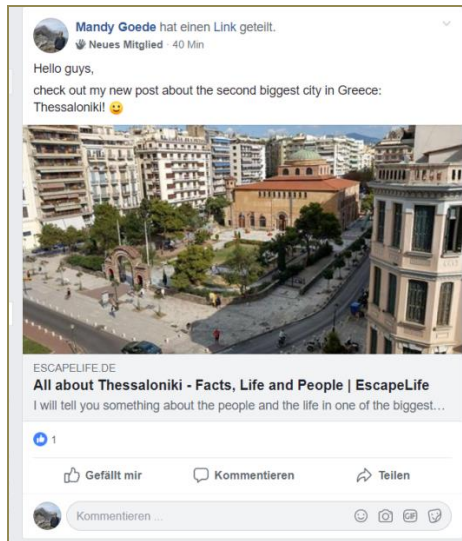 Mandy Goede hat einen Link geteilt.
Neues Mitglied · 40 Min
Hello guys,
check out my new post about the second biggest city in Greece:
Thessaloniki!
ESCAPELIFE.DE
All about Thessaloniki - Facts, Life and People | EscapeLife
I will tell you something about the people and the life in one of the biggest…
1
Gefällt mir Kommentieren Teilen
Kommentieren ... GIF